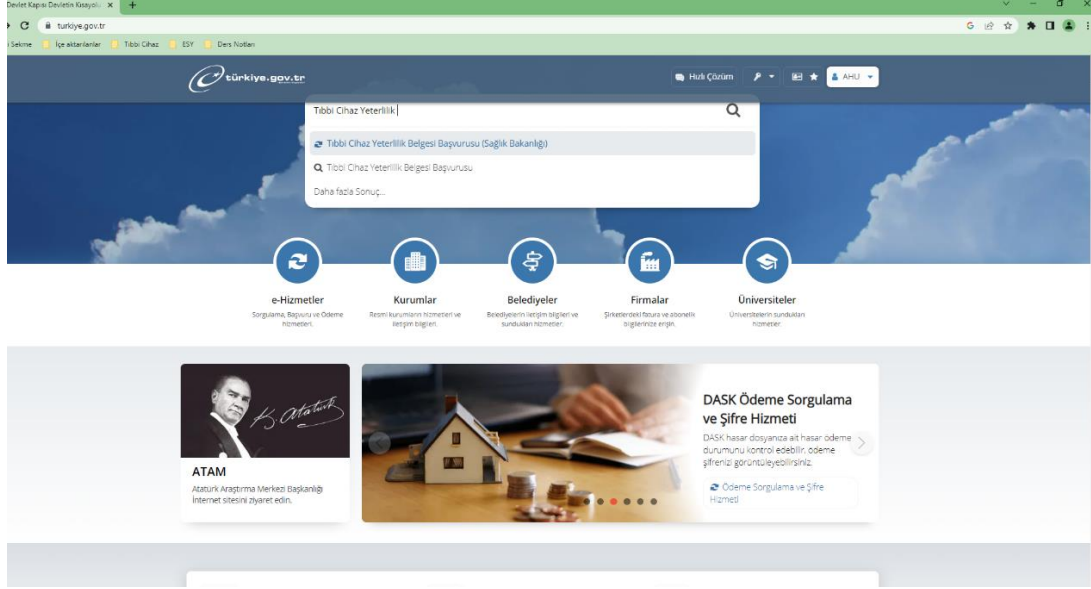 Devlet Kapısı Devletin Kısayolu
turkiye.gov.tr
Sekme
İlçe aktarılanlar
Tıbbi Cihaz
ESY
Ders Notları
türkiye.gov.tr
Hızlı Çözüm
AHU
Tıbbi Cihaz Yeterlilik
Tıbbi Cihaz Yeterlilik Belgesi Başvurusu (Sağlık Bakanlığı)
Tıbbi Cihaz Yeterlilik Belgesi Başvurusu
Daha fazla Sonuç...
e-Hizmetler
Sorgulama, Başvuru ve Ödeme
hizmetleri.
Kurumlar
Resmi kurumların hizmetleri ve
iletişim bilgileri.
Belediyeler
Belediyelerin iletişim bilgileri ve
sundukları hizmetler.
Firmalar
Şirketlerdeki fatura ve abonelik
bilgilerinize erişin.
Üniversiteler
Üniversitelerin sundukları
hizmetler.
K. Atatürk
ATAM
Atatürk Araştırma Merkezi Başkanlığı
İnternet sitesini ziyaret edin.
DASK Ödeme Sorgulama
ve Şifre Hizmeti
DASK hasar dosyanıza ait hasar ödeme
durumunu kontrol edebilir, ödeme
şifrenizi görüntüleyebilirsiniz.
Ödeme Sorgulama ve Şifre
Hizmeti